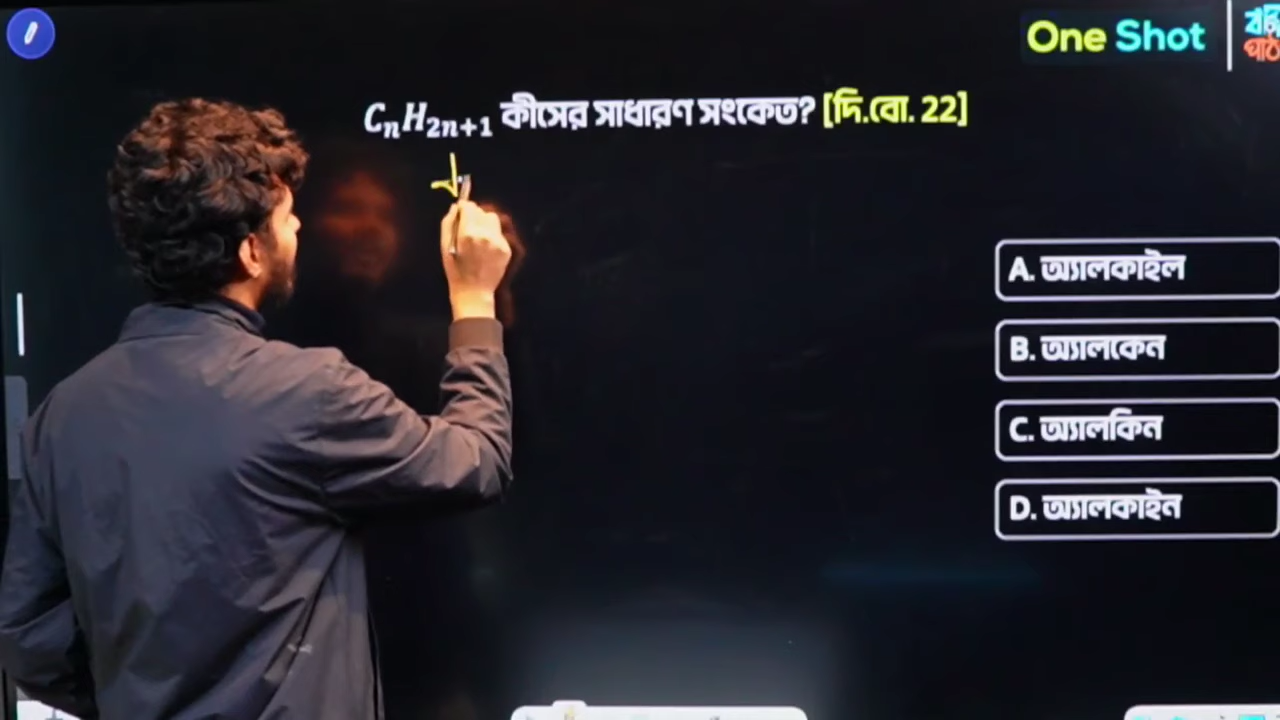 One Shot
CₙH₂ₙ₊₁ কীসের সাধারণ সংকেত? [দি.বো. 22]
A. অ্যালকাইল
B. অ্যালকেন
C. অ্যালকিন
D. অ্যালকাইন